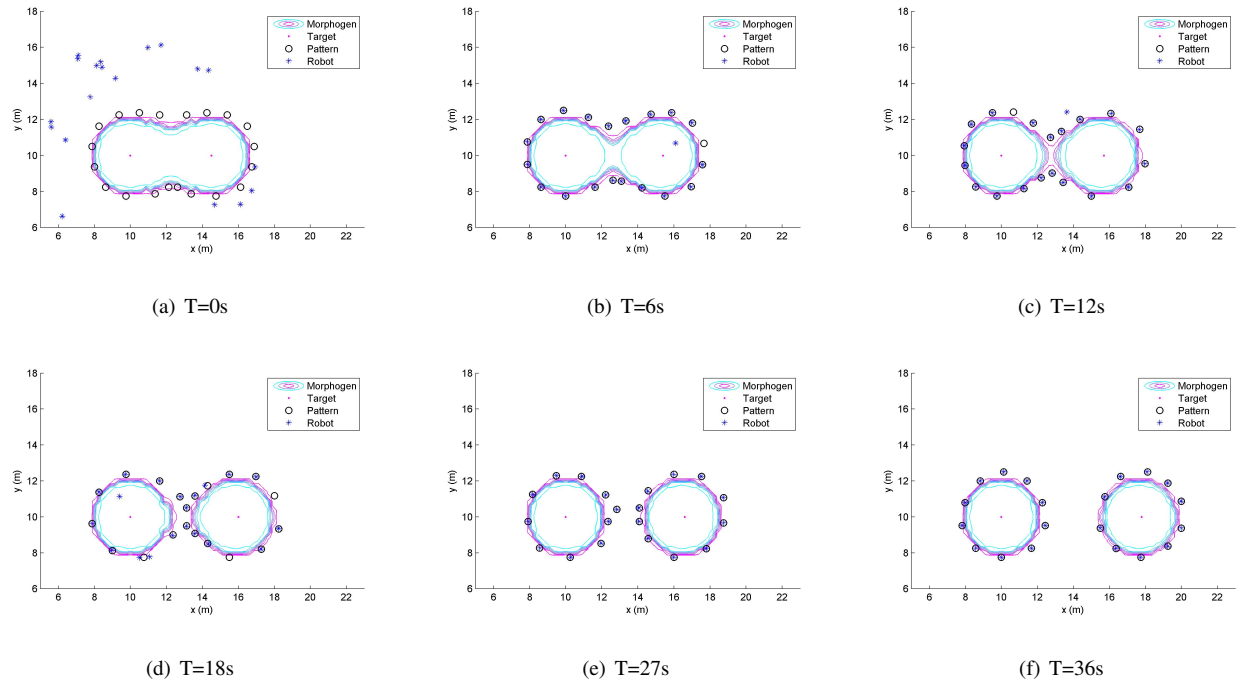 18
16
14
12
10
8
6
y (m)
6 8 10 12 14 16 18 20 22
x (m)
Morphogen
Target
Pattern
Robot
(a) T=0s
18
16
14
12
10
8
6
y (m)
6 8 10 12 14 16 18 20 22
x (m)
Morphogen
Target
Pattern
Robot
(b) T=6s
18
16
14
12
10
8
6
y (m)
6 8 10 12 14 16 18 20 22
x (m)
Morphogen
Target
Pattern
Robot
(c) T=12s
18
16
14
12
10
8
6
y (m)
6 8 10 12 14 16 18 20 22
x (m)
Morphogen
Target
Pattern
Robot
(d) T=18s
18
16
14
12
10
8
6
y (m)
6 8 10 12 14 16 18 20 22
x (m)
Morphogen
Target
Pattern
Robot
(e) T=27s
18
16
14
12
10
8
6
y (m)
6 8 10 12 14 16 18 20 22
x (m)
Morphogen
Target
Pattern
Robot
(f) T=36s